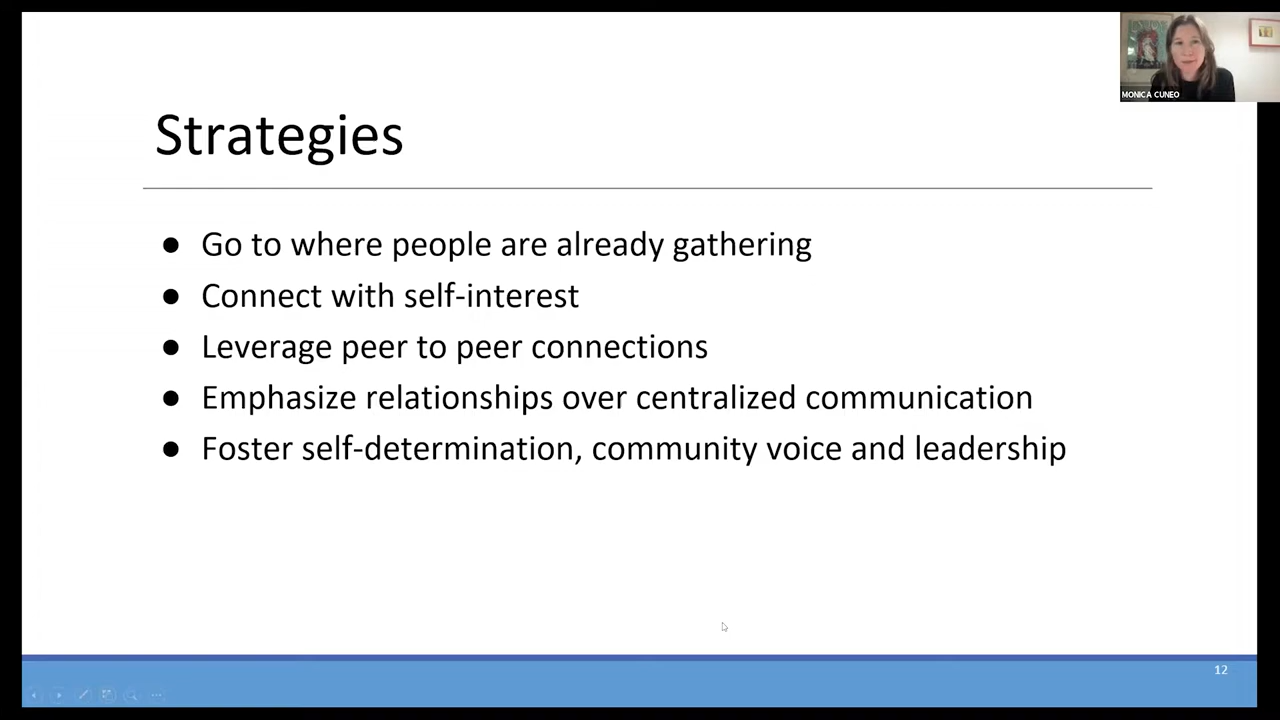 MONICA CUNEO
Strategies
● Go to where people are already gathering
● Connect with self-interest
● Leverage peer to peer connections
● Emphasize relationships over centralized communication
● Foster self-determination, community voice and leadership
12